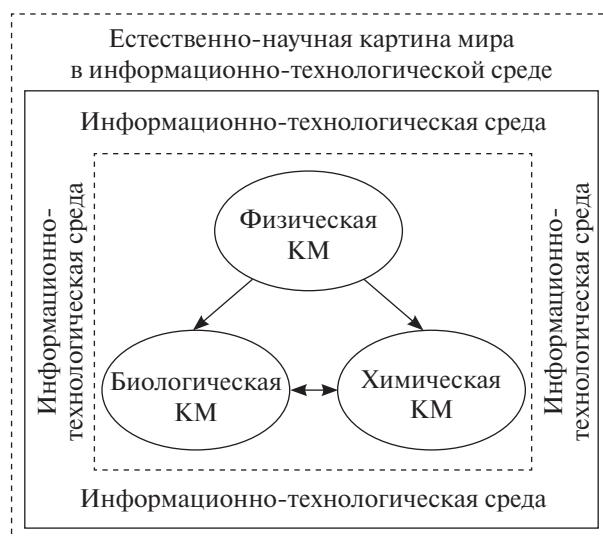 Естественно-научная картина мира
в информационно-технологической среде
Информационно-технологическая среда
Информационно-
технологическая среда
Физическая
КМ
Биологическая
КМ
Химическая
КМ
Информационно-
технологическая среда
Информационно-технологическая среда